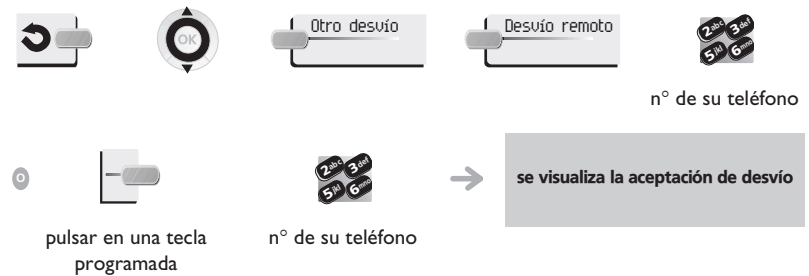 OK
Otro desvío
Desvío remoto
2abc 3def
5jkl 6mno
n° de su teléfono
O
2abc 3def
5jkl 6mno
se visualiza la aceptación de desvío
pulsar en una tecla
programada
n° de su teléfono